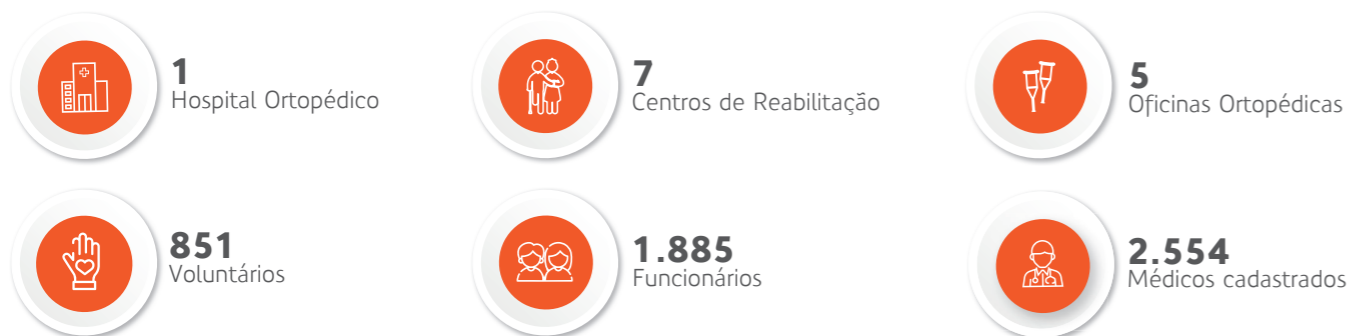 1
Hospital Ortopédico
7
Centros de Reabilitação
5
Oficinas Ortopédicas
851
Voluntários
1.885
Funcionários
2.554
Médicos cadastrados